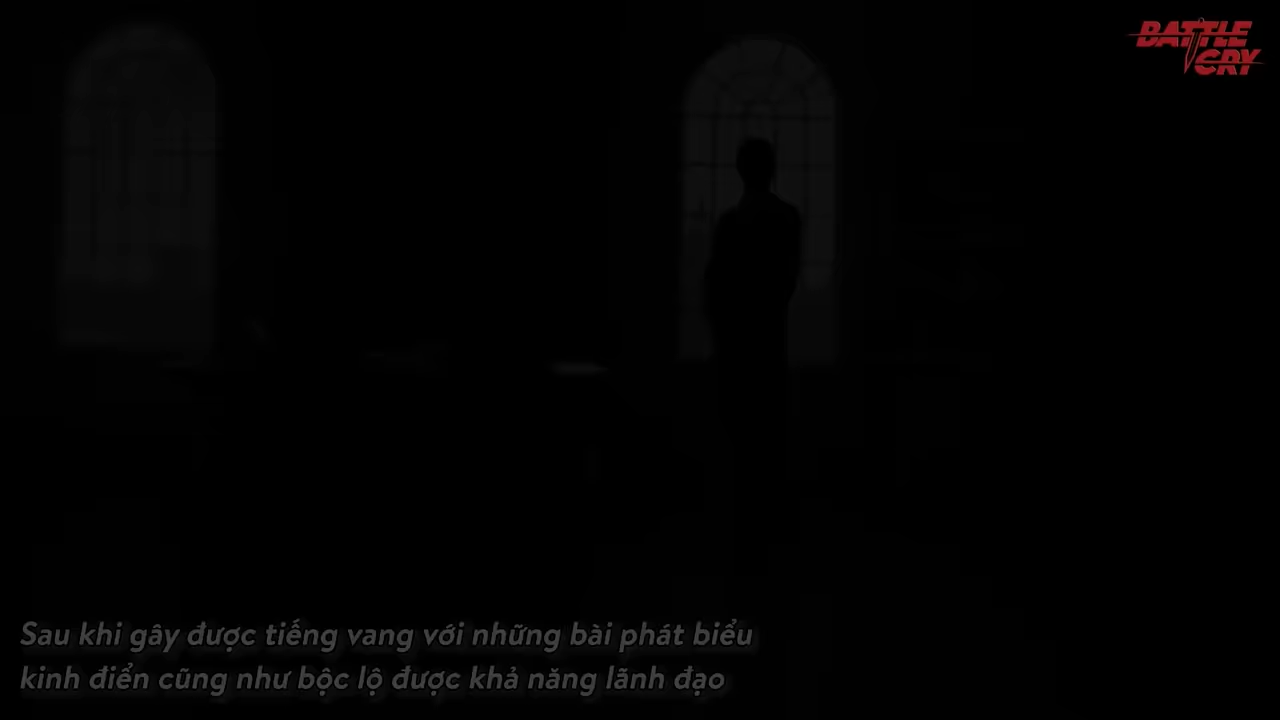 BATTLE
CRY
Sau khi gây được tiếng vang với những bài phát biểu
kinh điển cũng như bộc lộ được khả năng lãnh đạo